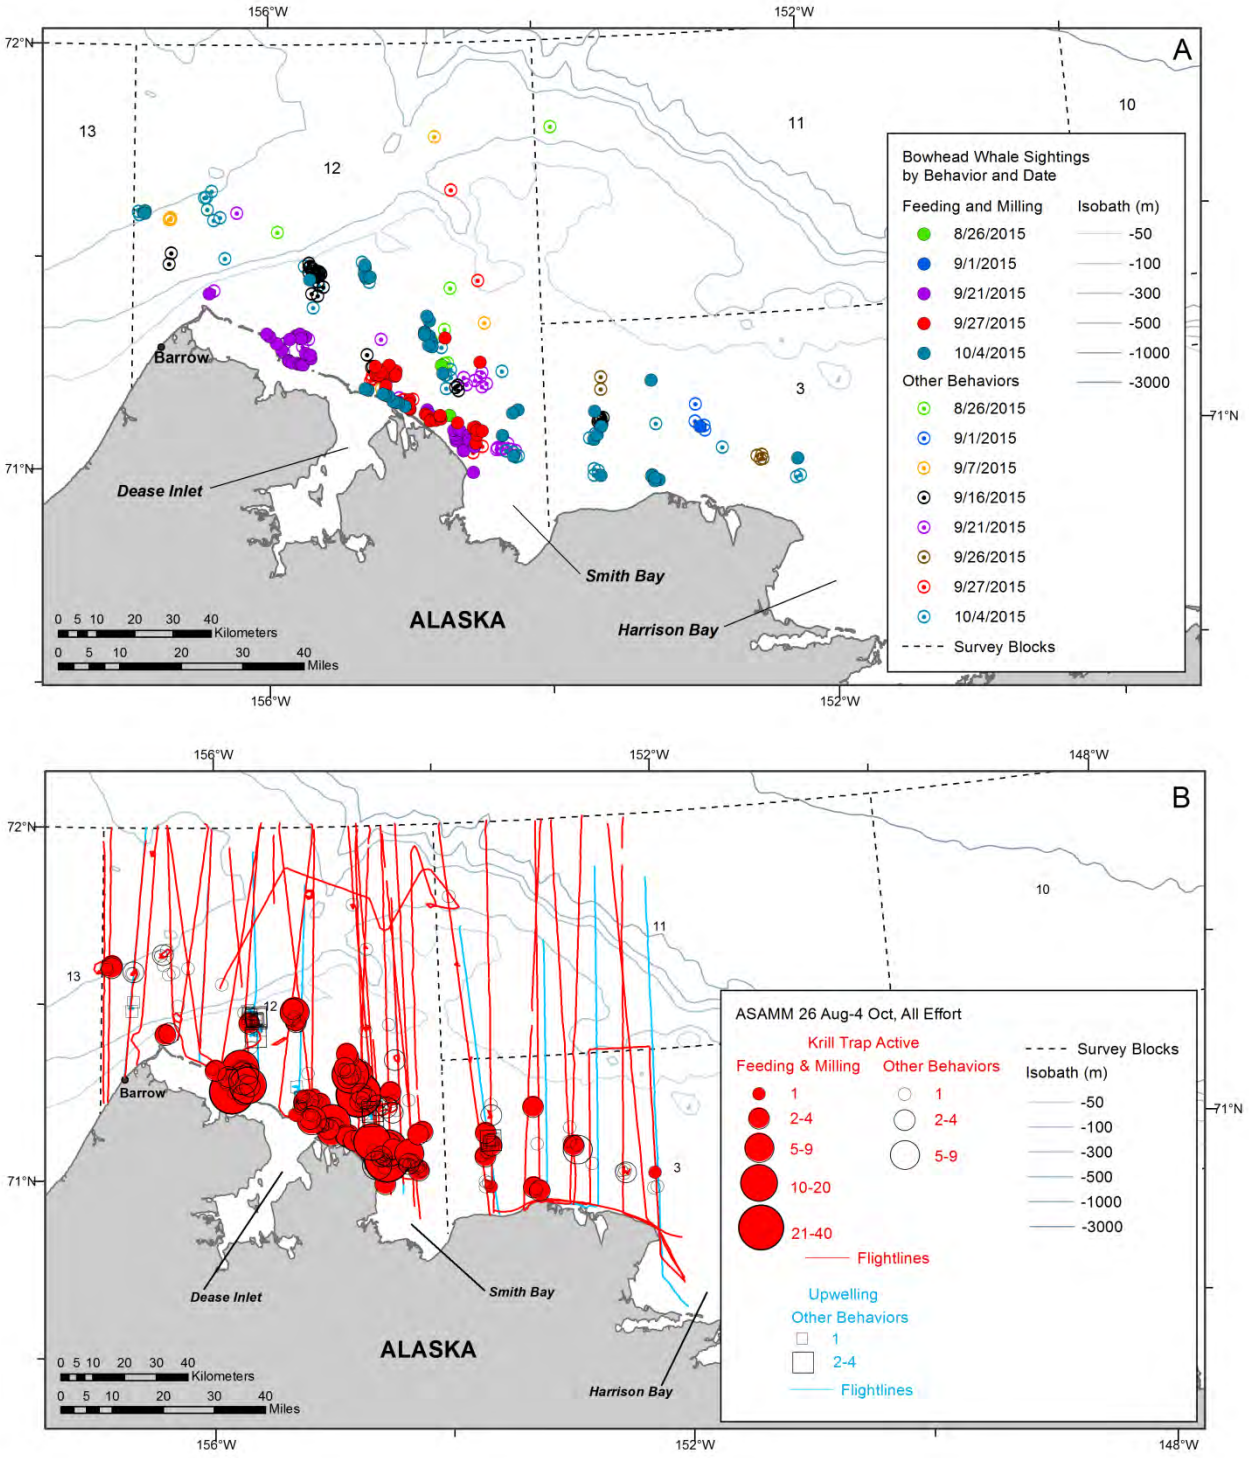 156°W
152°W
72°N
A
13
12
11
10
3
Bowhead Whale Sightings
by Behavior and Date
Feeding and Milling
Isobath (m)
8/26/2015
-50
9/1/2015
-100
9/21/2015
-300
9/27/2015
-500
10/4/2015
-1000
Other Behaviors
-3000
8/26/2015
9/1/2015
9/7/2015
9/16/2015
9/21/2015
9/26/2015
9/27/2015
10/4/2015
Survey Blocks
Barrow
71°N
71°N
Dease Inlet
Smith Bay
ALASKA
Harrison Bay
0 5 10 20 30 40
Kilometers
0 5 10 20 30 40
Miles
156°W
152°W
156°W
152°W
148°W
72°N
B
10
11
13
12
3
Barrow
71°N
71°N
ASAMM 26 Aug-4 Oct, All Effort
Krill Trap Active
Feeding & Milling
Other Behaviors
1
1
2-4
2-4
5-9
5-9
10-20
21-40
Flightlines
Upwelling
Other Behaviors
1
2-4
Flightlines
Survey Blocks
Isobath (m)
-50
-100
-300
-500
-1000
-3000
Dease Inlet
Smith Bay
ALASKA
Harrison Bay
0 5 10 20 30 40
Kilometers
0 5 10 20 30 40
Miles
156°W
152°W
148°W